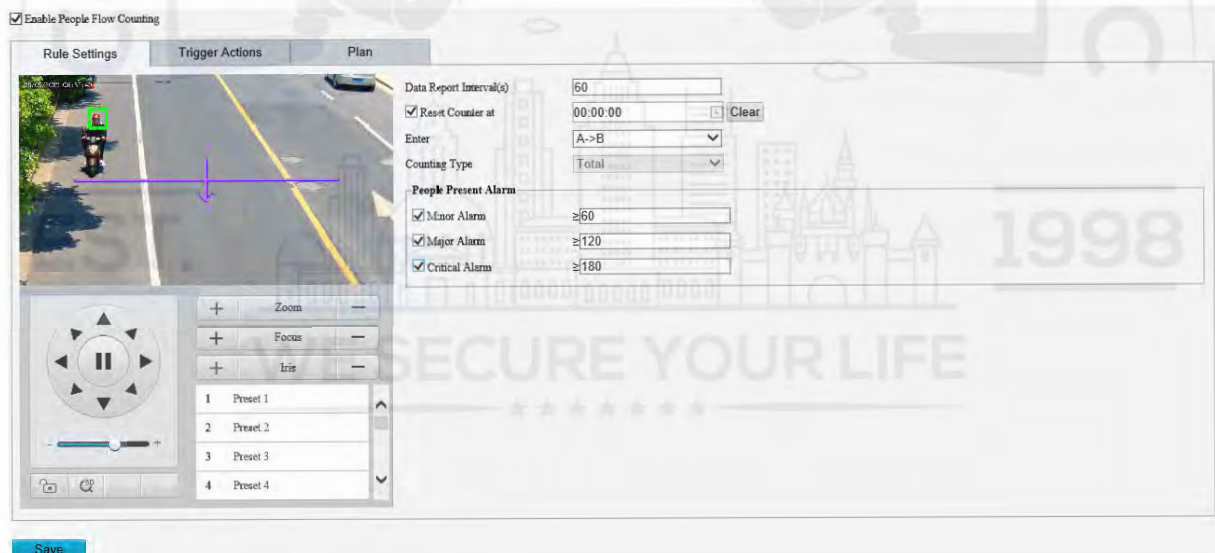 Enable People Flow Counting
Rule Settings Trigger Actions Plan
Data Report Interval(s) 60
Reset Counter at 00:00:00 Clear
Enter A->B
Counting Type Total
People Present Alarm
Minor Alarm ≥60
Major Alarm ≥120
Critical Alarm ≥180
EST. 1998
+ Zoom −
+ Focus −
+ Iris −
WE SECURE YOUR LIFE
1 Preset 1
2 Preset 2
3 Preset 3
4 Preset 4
- +
3D
Save